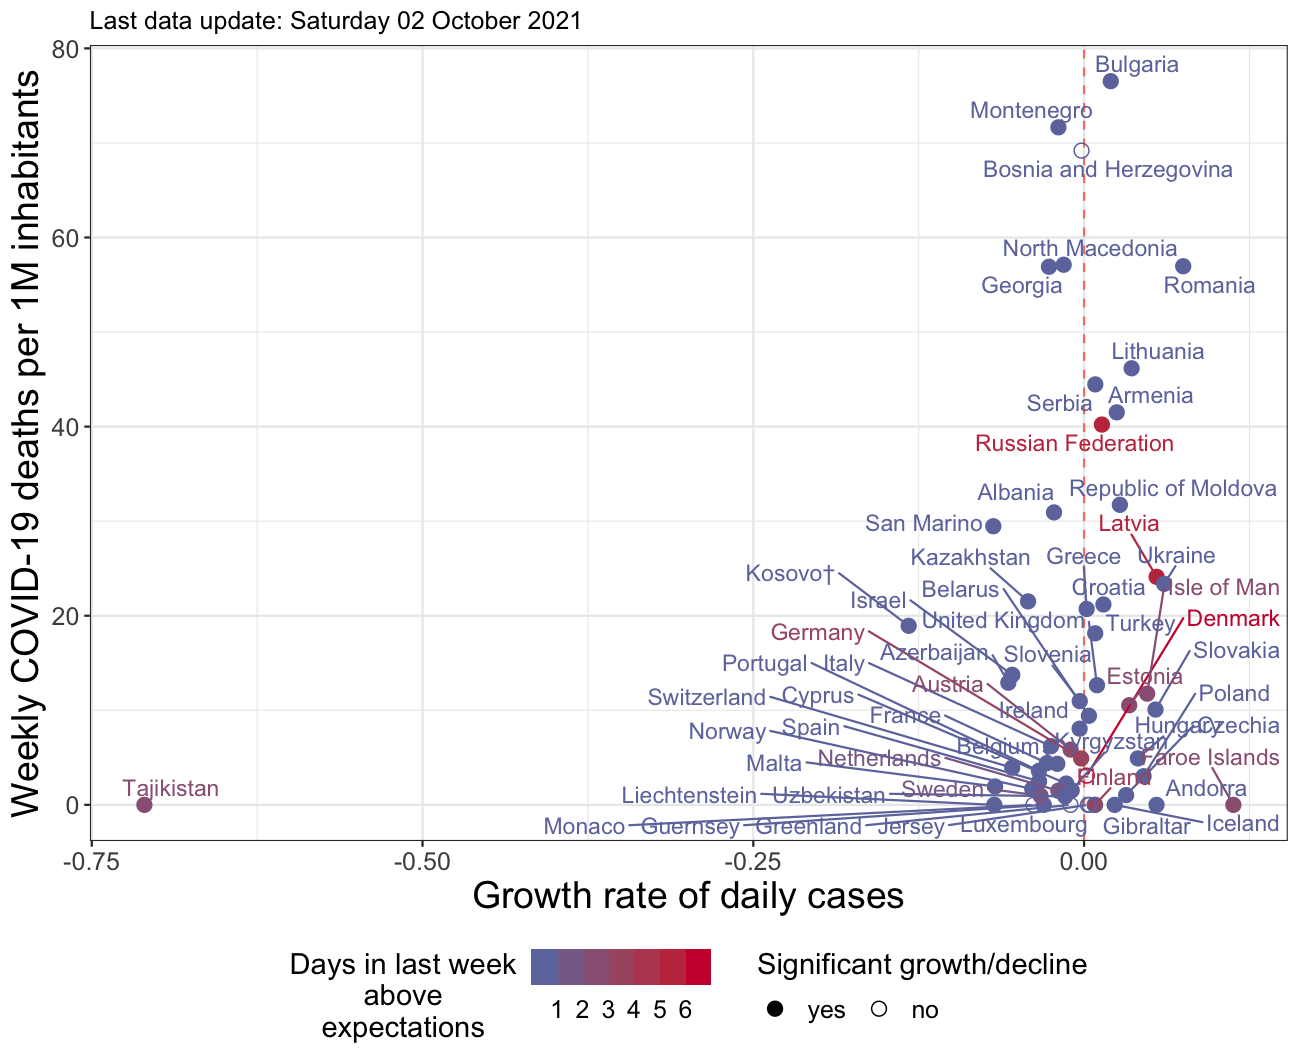 Last data update: Saturday 02 October 2021
Weekly COVID-19 deaths per 1M inhabitants
80
60
40
20
0
Bulgaria
Montenegro
Bosnia and Herzegovina
North Macedonia
Georgia
Romania
Lithuania
Serbia
Armenia
Russian Federation
Albania
Republic of Moldova
San Marino
Latvia
Kazakhstan
Greece
Ukraine
Kosovo†
Belarus
Croatia
Isle of Man
Israel
United Kingdom
Turkey
Denmark
Germany
Azerbaijan
Slovenia
Slovakia
Portugal
Italy
Austria
Estonia
Switzerland
Cyprus
France
Ireland
Poland
Norway
Spain
Belgium
Kyrgyzstan
Hungary
Czechia
Malta
Netherlands
Finland
Faroe Islands
Liechtenstein
Uzbekistan
Sweden
Andorra
Tajikistan
Monaco
Guernsey
Greenland
Jersey
Luxembourg
Gibraltar
Iceland
-0.75
-0.50
-0.25
0.00
Growth rate of daily cases
Days in last week
above
expectations
1 2 3 4 5 6
Significant growth/decline
yes
no